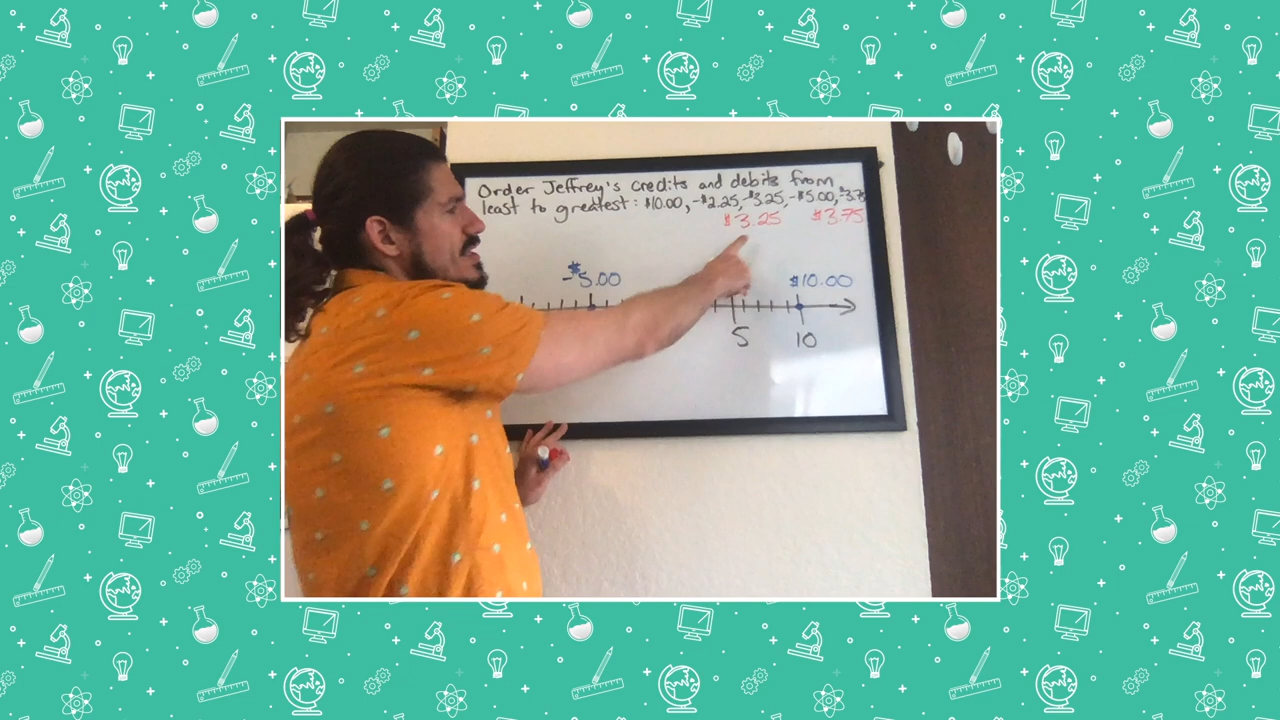 Order Jeffrey's credits and debits from
least to greatest: $10.00, -$2.25, -$3.25, -$5.00, $3.75
$3.25 $3.75
-$5.00 $10.00
5 10